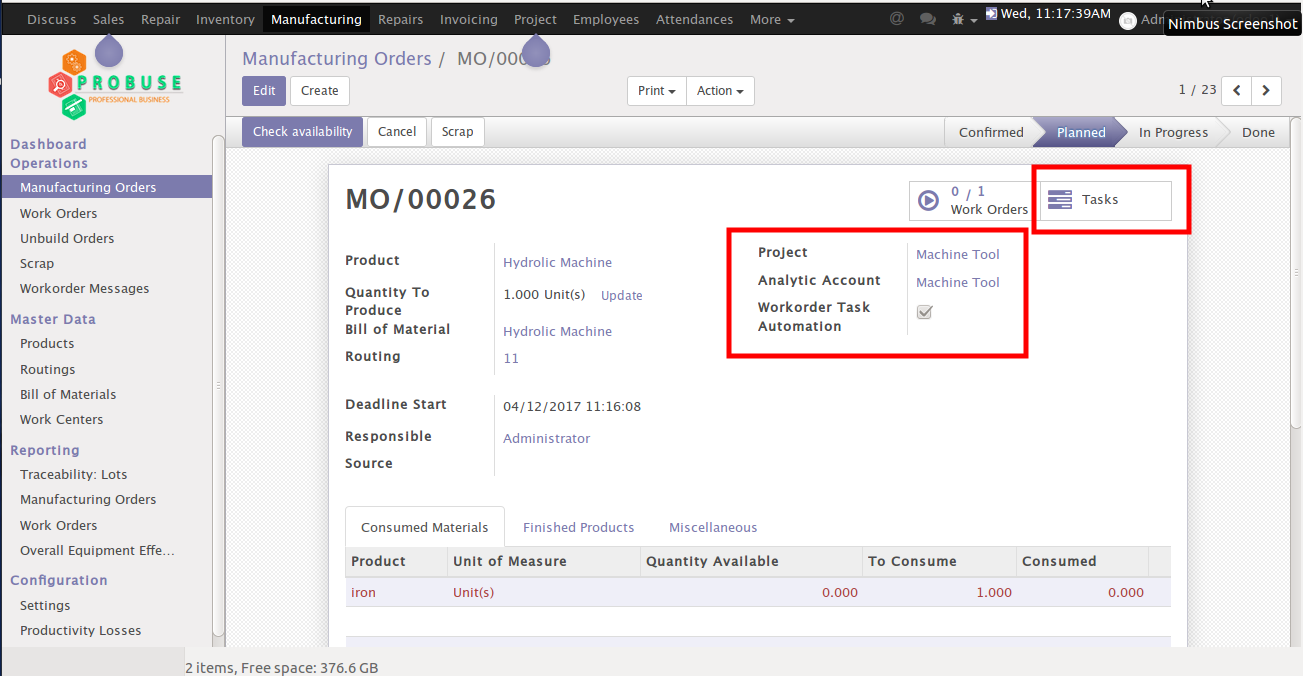 Discuss Sales Repair Inventory Manufacturing Repairs Invoicing Project Employees Attendances More @ Wed, 11:17:39AM
Nimbus Screenshot
PROBUSE
PROFESSIONAL BUSINESS
Manufacturing Orders /
Edit Create Print Action 1 / 23
Check availability Cancel Scrap Confirmed Planned In Progress Done
Dashboard
Operations
Manufacturing Orders
Work Orders
Unbuild Orders
Scrap
Workorder Messages
Master Data
Products
Routings
Bill of Materials
Work Centers
Reporting
Traceability: Lots
Manufacturing Orders
Work Orders
Overall Equipment Effe...
Configuration
Settings
Productivity Losses
MO/00026
0 / 1
Work Orders
Tasks
Product Hydrolic Machine
Quantity To
Produce
1.000 Unit(s) Update
Bill of Material Hydrolic Machine
Routing 11
Project Machine Tool
Analytic Account Machine Tool
Workorder Task
Automation
Deadline Start 04/12/2017 11:16:08
Responsible Administrator
Source
Consumed Materials Finished Products Miscellaneous
Product Unit of Measure Quantity Available To Consume Consumed
iron Unit(s) 0.000 1.000 0.000
2 items, Free space: 376.6 GB